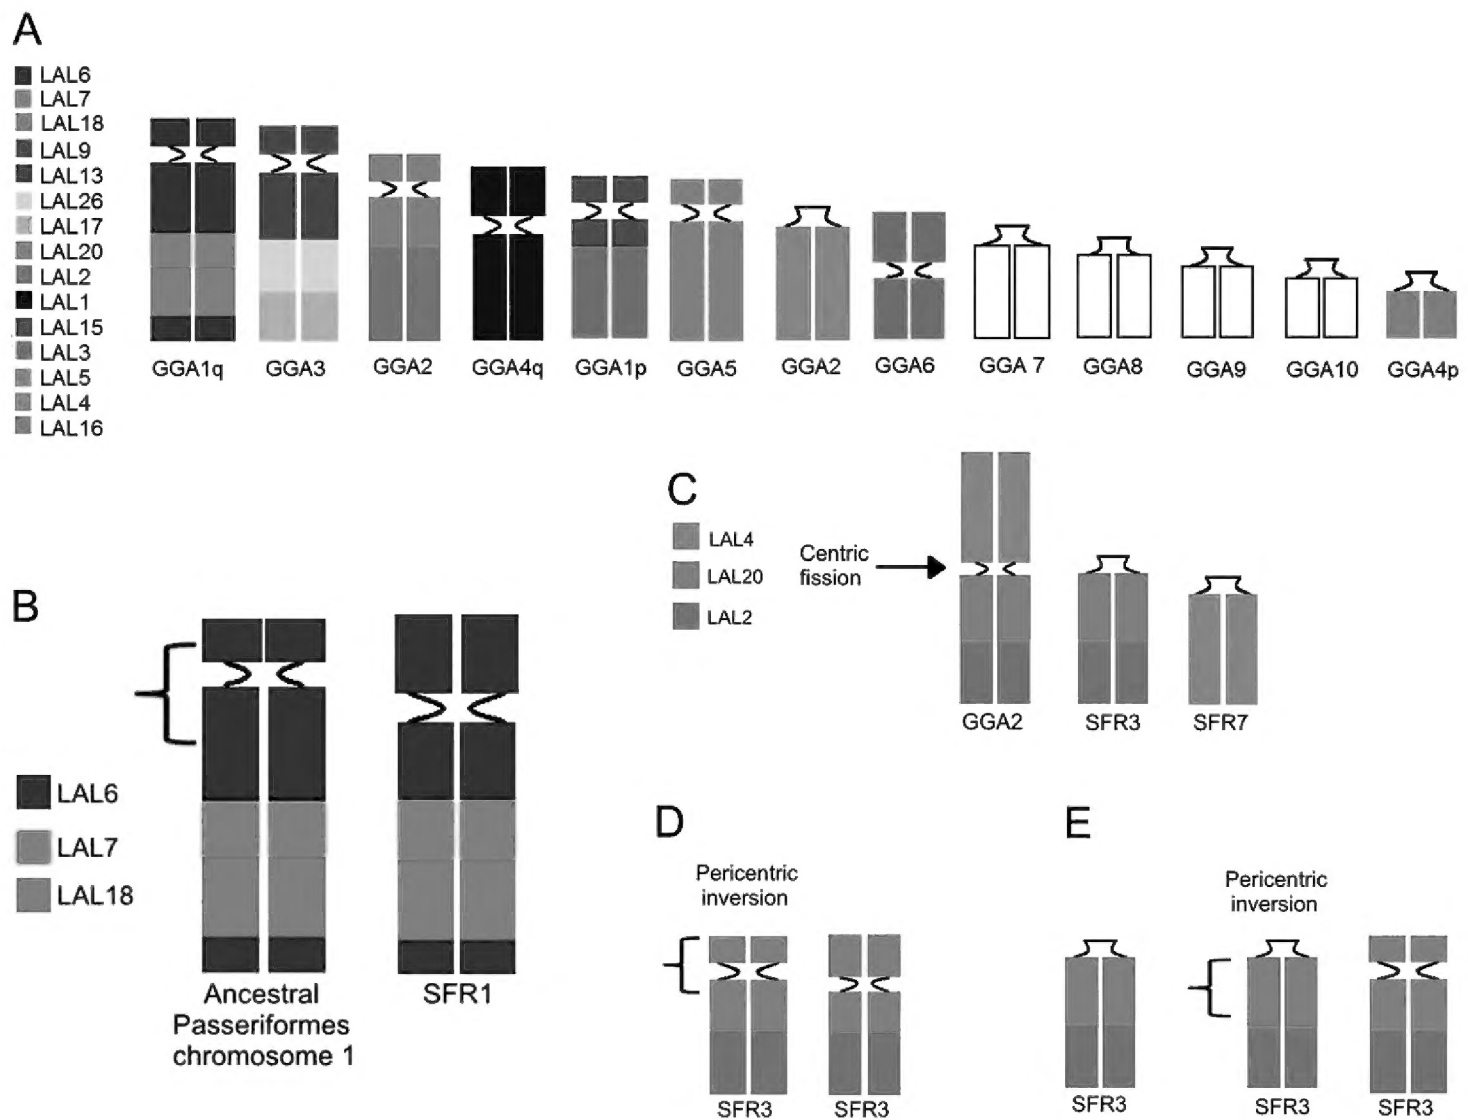 A
LAL6
LAL7
LAL18
LAL9
LAL13
LAL26
LAL17
LAL20
LAL2
LAL1
LAL15
LAL3
LAL5
LAL4
LAL16
GGA1q
GGA3
GGA2
GGA4q
GGA1p
GGA5
GGA2
GGA6
GGA 7
GGA8
GGA9
GGA10
GGA4p
B
LAL6
LAL7
LAL18
Ancestral
Passeriformes
chromosome 1
SFR1
C
LAL4
LAL20
LAL2
Centric
fission
GGA2
SFR3
SFR7
D
Pericentric
inversion
SFR3
SFR3
E
Pericentric
inversion
SFR3
SFR3
SFR3